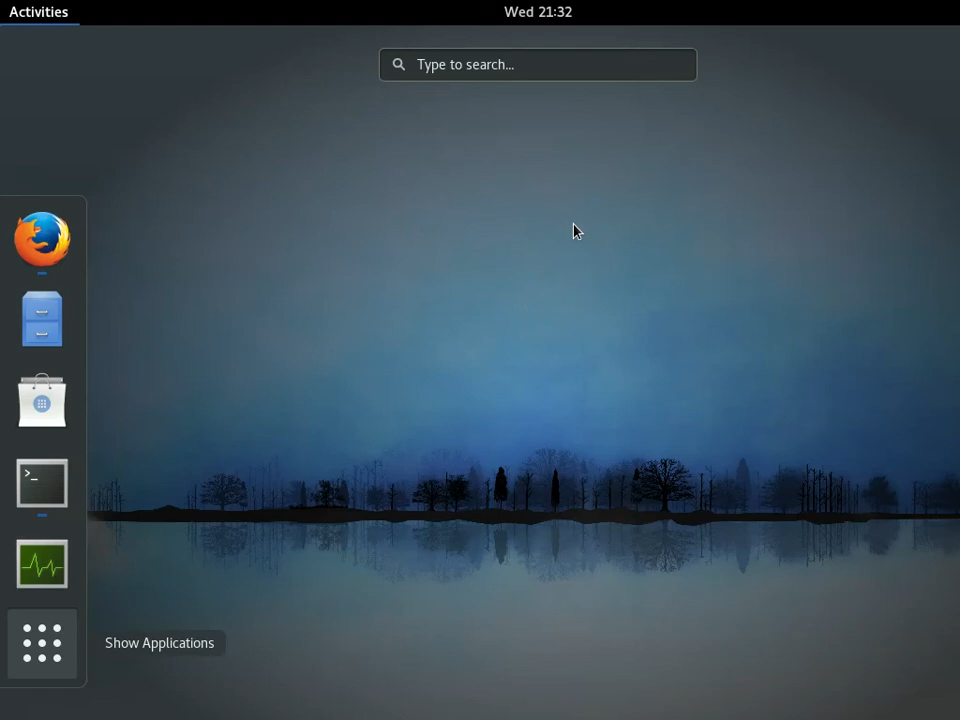 Activities
Wed 21:32
Type to search...
>_
Show Applications